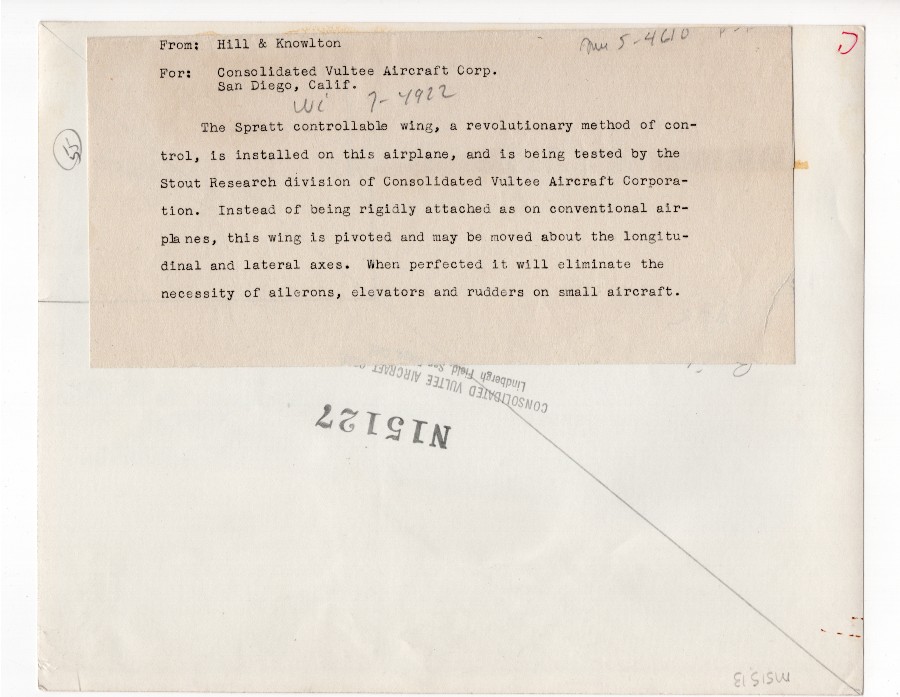 From: Hill & Knowlton
For: Consolidated Vultee Aircraft Corp.
San Diego, Calif.
5-4610
Wi 7-4922
The Spratt controllable wing, a revolutionary method of con-
trol, is installed on this airplane, and is being tested by the
Stout Research division of Consolidated Vultee Aircraft Corpora-
tion. Instead of being rigidly attached as on conventional air-
planes, this wing is pivoted and may be moved about the longitu-
dinal and lateral axes. When perfected it will eliminate the
necessity of ailerons, elevators and rudders on small aircraft.
55
CONSOLIDATED VULTEE AIRCRAFT
Lindbergh Field,
N15127